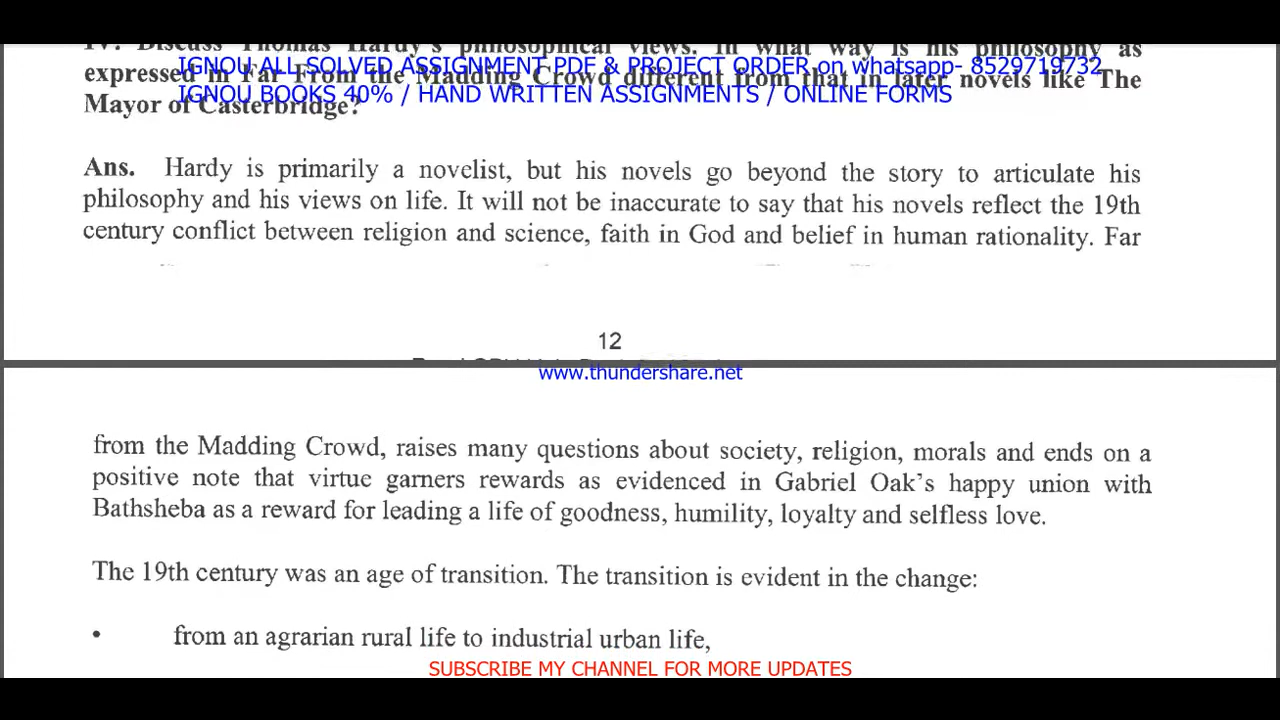 IV. Discuss Thomas Hardy's philosophical views. In what way is his philosophy as
IGNOU ALL SOLVED ASSIGNMENT PDF & PROJECT ORDER on whatsapp- 8529719732
expressed in Far From the Madding Crowd different from that in later novels like The
IGNOU BOOKS 40% / HAND WRITTEN ASSIGNMENTS / ONLINE FORMS
Mayor of Casterbridge?
Ans. Hardy is primarily a novelist, but his novels go beyond the story to articulate his
philosophy and his views on life. It will not be inaccurate to say that his novels reflect the 19th
century conflict between religion and science, faith in God and belief in human rationality. Far
12
www.thundershare.net
from the Madding Crowd, raises many questions about society, religion, morals and ends on a
positive note that virtue garners rewards as evidenced in Gabriel Oak's happy union with
Bathsheba as a reward for leading a life of goodness, humility, loyalty and selfless love.
The 19th century was an age of transition. The transition is evident in the change:
• from an agrarian rural life to industrial urban life,
SUBSCRIBE MY CHANNEL FOR MORE UPDATES